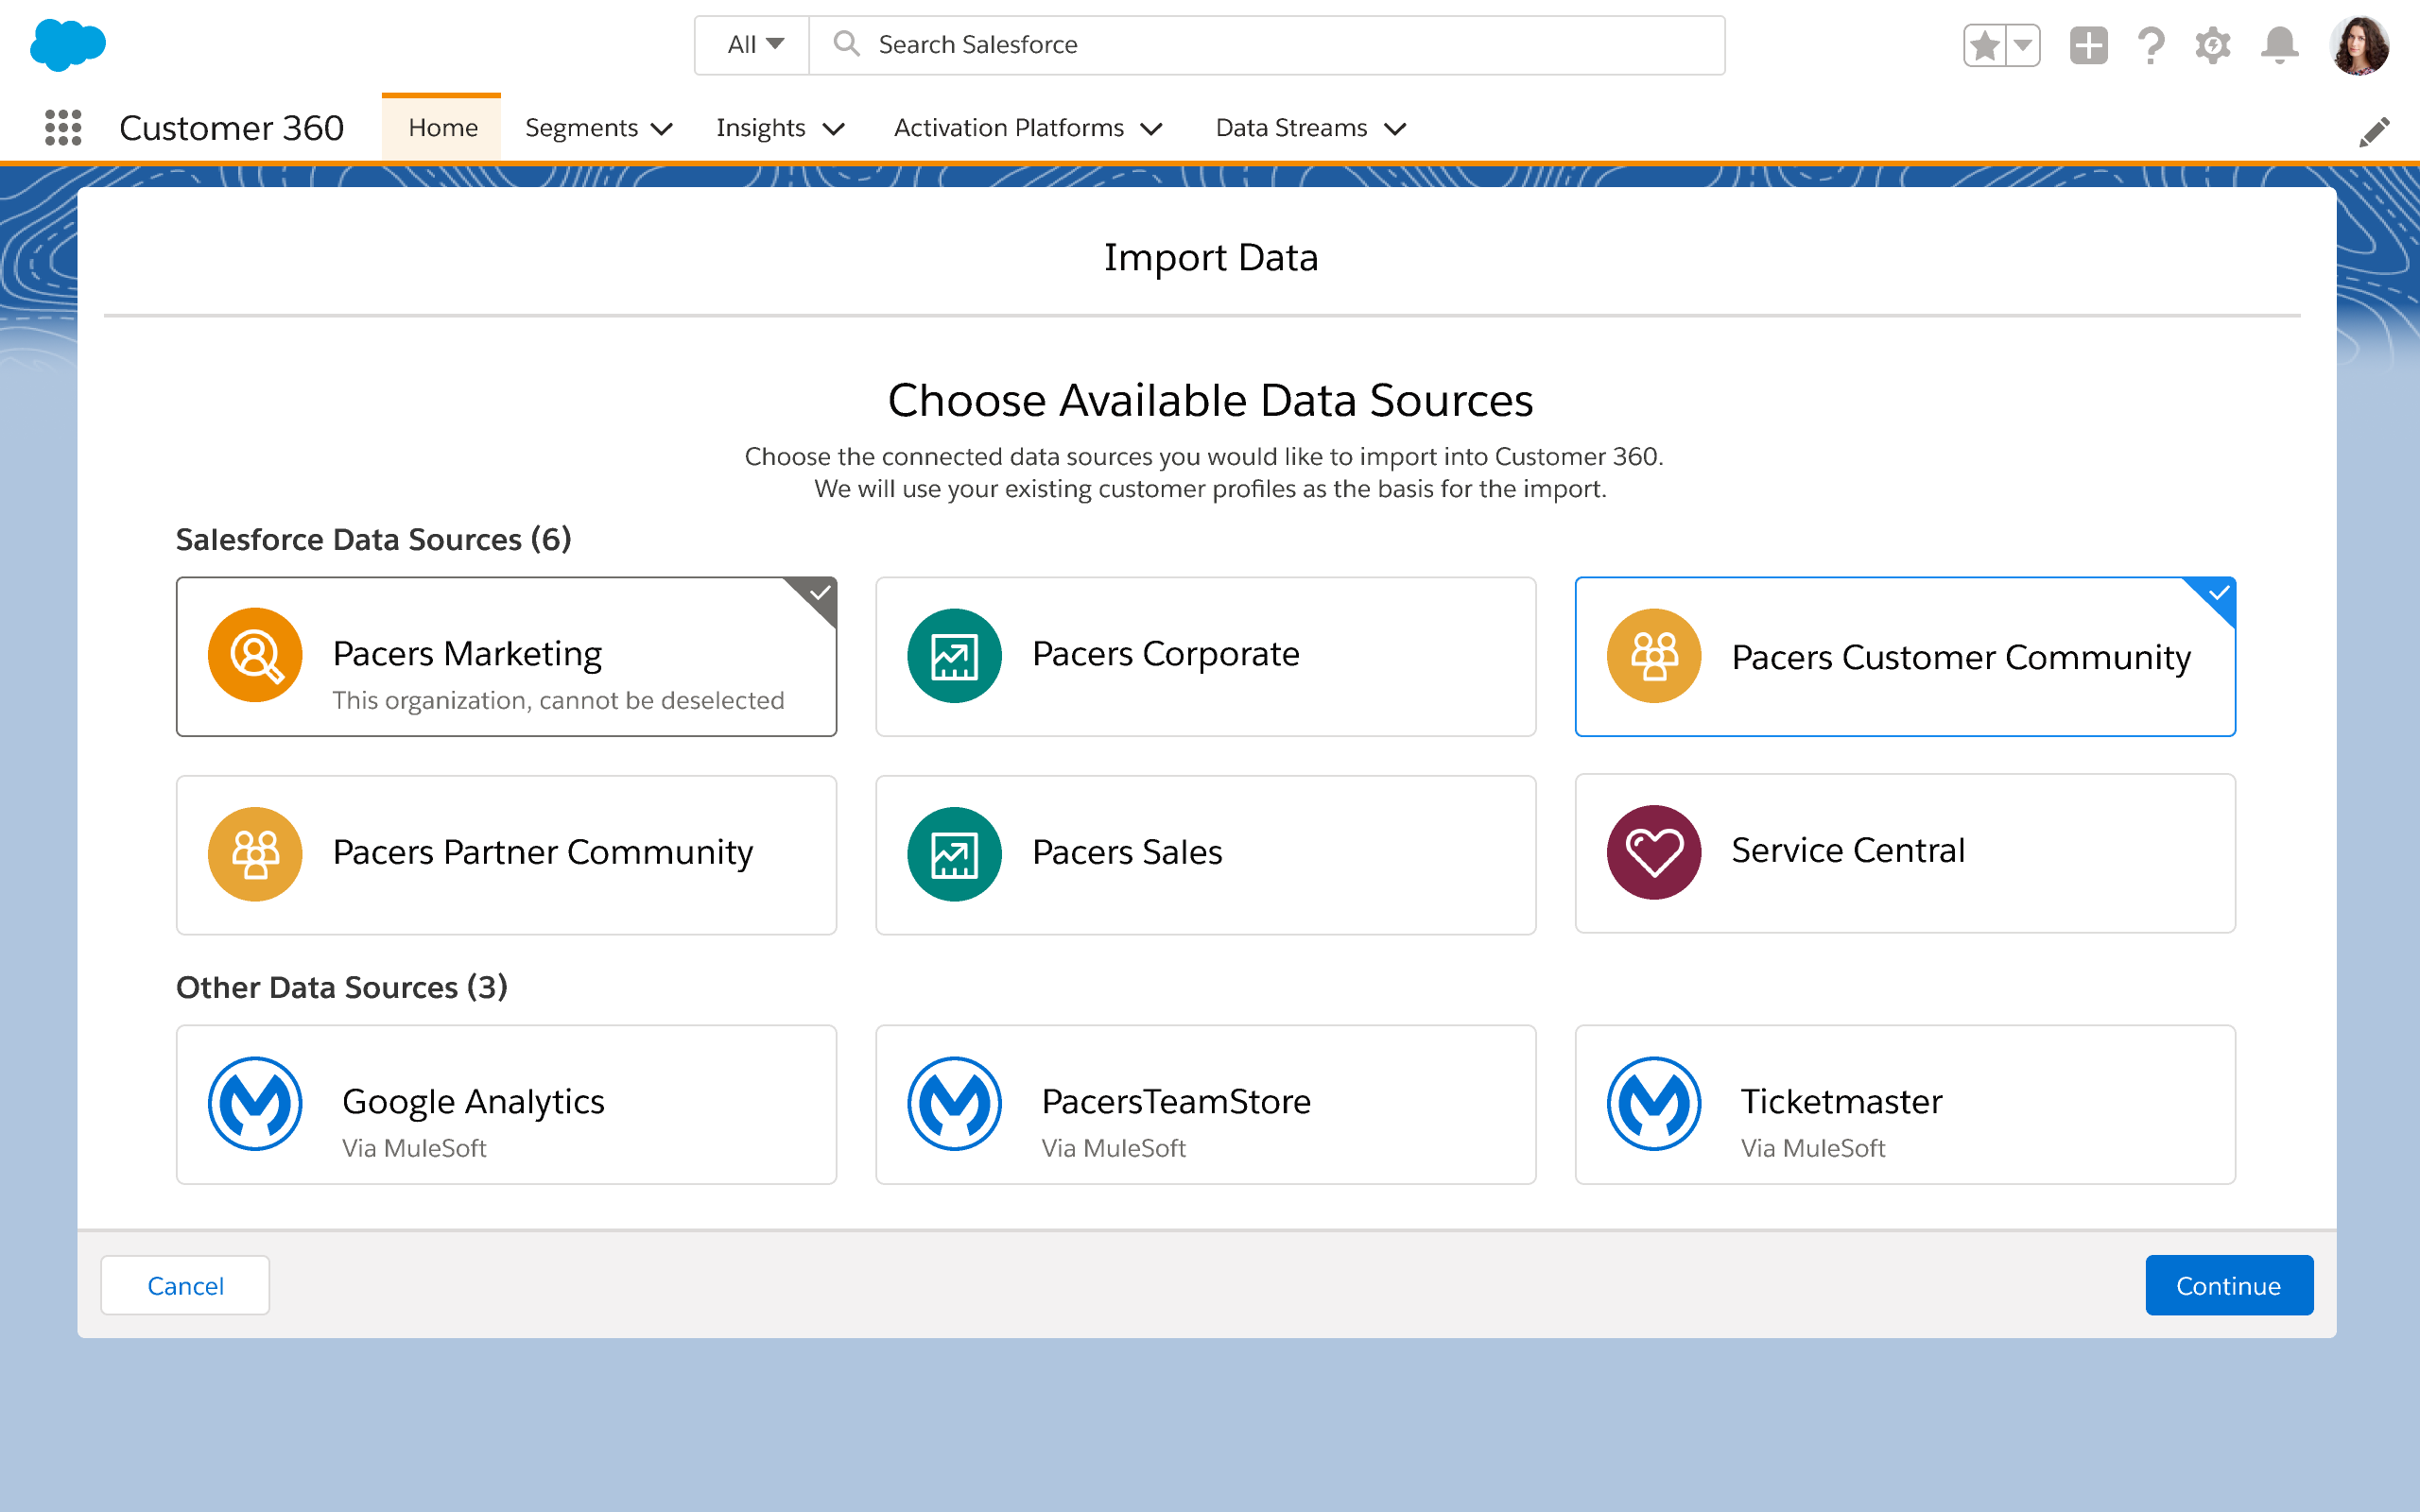 All
Search Salesforce
Customer 360
Home
Segments
Insights
Activation Platforms
Data Streams
Import Data
Choose Available Data Sources
Choose the connected data sources you would like to import into Customer 360.
We will use your existing customer profiles as the basis for the import.
Salesforce Data Sources (6)
Pacers Marketing
This organization, cannot be deselected
Pacers Corporate
Pacers Customer Community
Pacers Partner Community
Pacers Sales
Service Central
Other Data Sources (3)
Google Analytics
Via MuleSoft
PacersTeamStore
Via MuleSoft
Ticketmaster
Via MuleSoft
Cancel
Continue